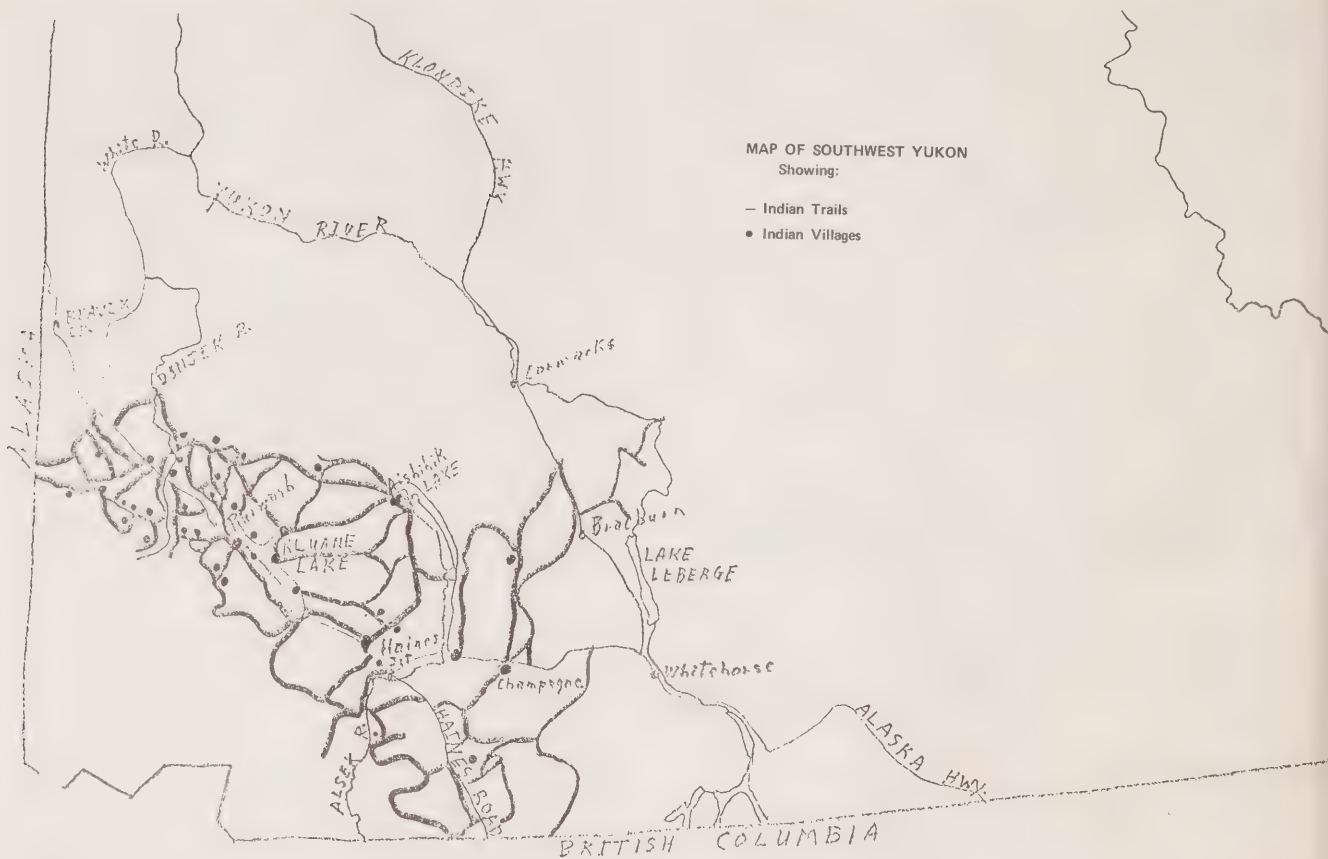 MAP OF SOUTHWEST YUKON
Showing:
— Indian Trails
• Indian Villages
KLONDIKE HWY
White R.
YUKON RIVER
BEAVER
ALASKA
DONJEK R.
Carmacks
Aishihik
LAKE
Burwash
KLUANE
LAKE
Braeburn
LAKE
LEBERGE
Haines
Jct
Champagne
Whitehorse
ALSEK R.
HAINES ROAD
ALASKA HWY.
BRITISH COLUMBIA